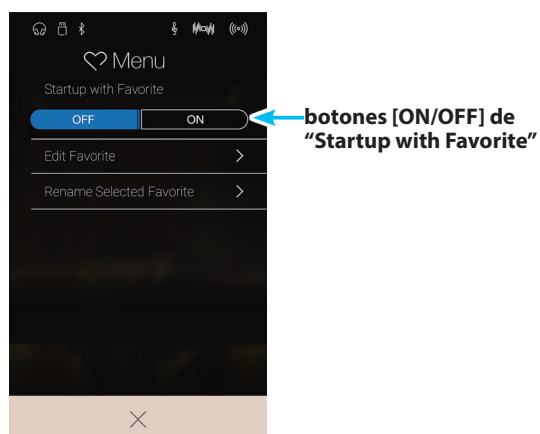 Menu
Startup with Favorite
OFF ON
botones [ON/OFF] de
“Startup with Favorite”
Edit Favorite
Rename Selected Favorite